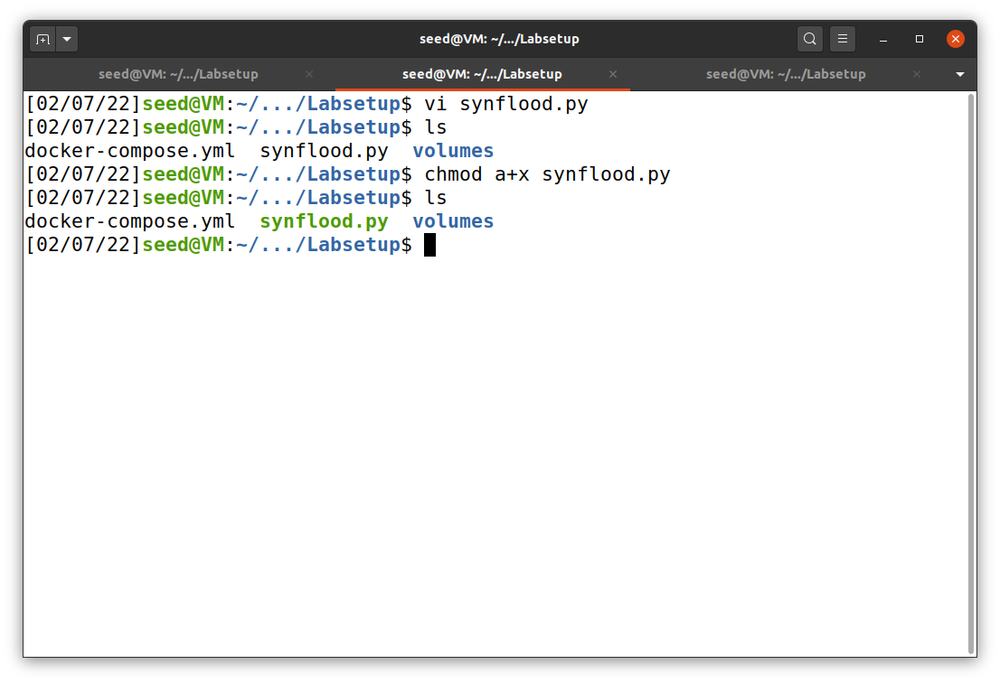 seed@VM: ~/.../Labsetup
seed@VM: ~/.../Labsetup seed@VM: ~/.../Labsetup seed@VM: ~/.../Labsetup
[02/07/22]seed@VM:~/.../Labsetup$ vi synflood.py
[02/07/22]seed@VM:~/.../Labsetup$ ls
docker-compose.yml  synflood.py  volumes
[02/07/22]seed@VM:~/.../Labsetup$ chmod a+x synflood.py
[02/07/22]seed@VM:~/.../Labsetup$ ls
docker-compose.yml  synflood.py  volumes
[02/07/22]seed@VM:~/.../Labsetup$